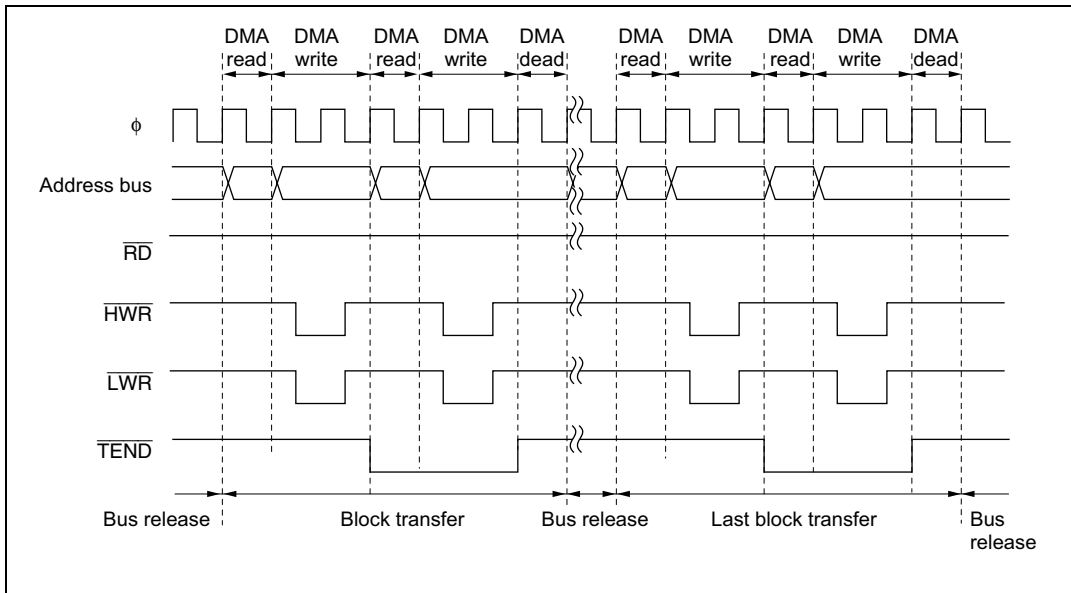 DMA read DMA write DMA read DMA write DMA dead DMA read DMA write DMA read DMA write DMA dead
ϕ
Address bus
RD
HWR
LWR
TEND
Bus release Block transfer Bus release Last block transfer Bus release